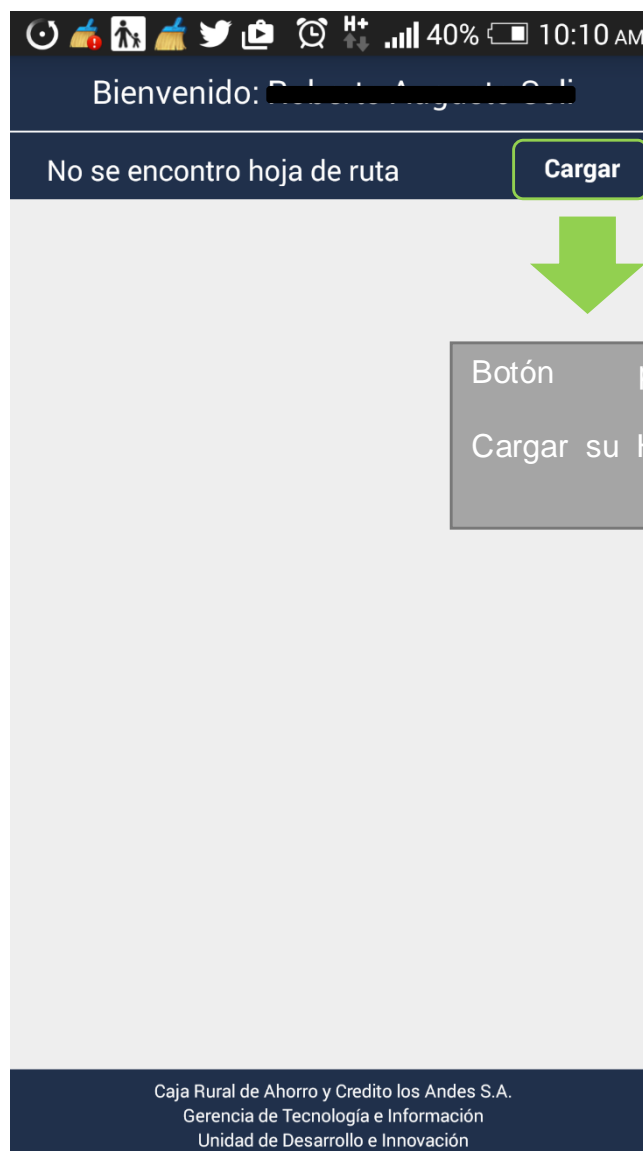 H+ 40% 10:10 AM
Bienvenido:
No se encontro hoja de ruta Cargar
Botón
Cargar su
Caja Rural de Ahorro y Credito los Andes S.A.
Gerencia de Tecnología e Información
Unidad de Desarrollo e Innovación